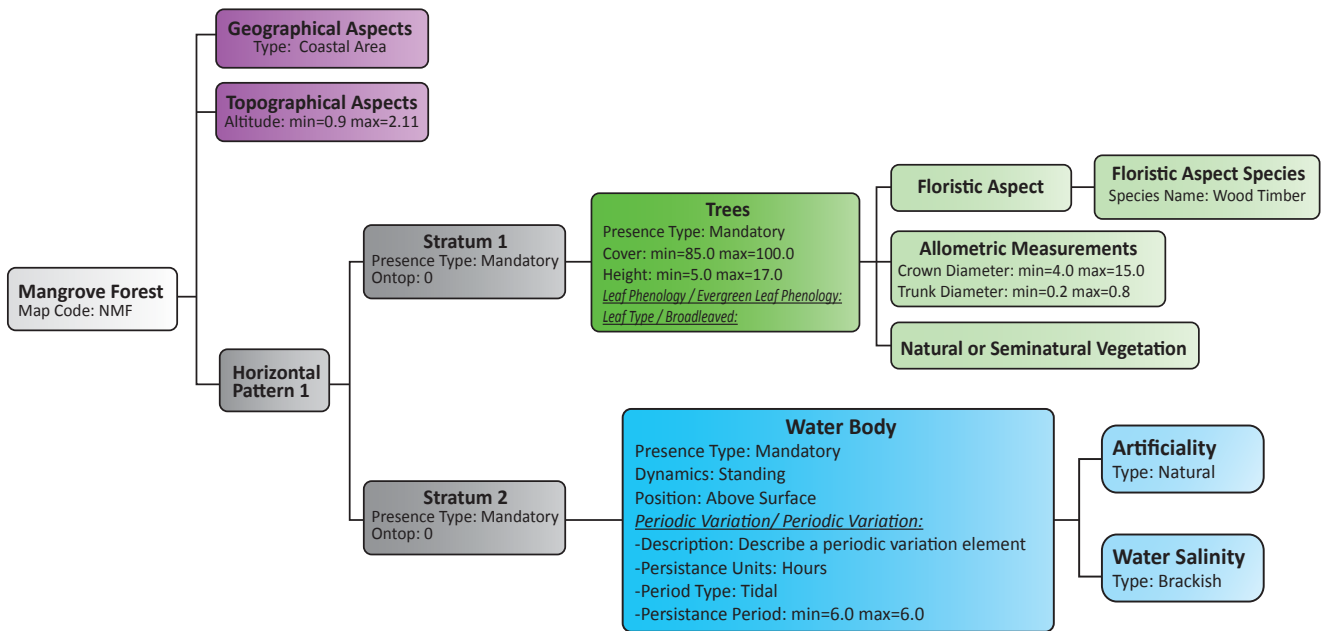 Geographical Aspects
Type: Coastal Area
Topographical Aspects
Altitude: min=0.9 max=2.11
Mangrove Forest
Map Code: NMF
Horizontal
Pattern 1
Stratum 1
Presence Type: Mandatory
Ontop: 0
Trees
Presence Type: Mandatory
Cover: min=85.0 max=100.0
Height: min=5.0 max=17.0
Leaf Phenology / Evergreen Leaf Phenology:
Leaf Type / Broadleaved:
Floristic Aspect
Floristic Aspect Species
Species Name: Wood Timber
Allometric Measurements
Crown Diameter: min=4.0 max=15.0
Trunk Diameter: min=0.2 max=0.8
Natural or Seminatural Vegetation
Stratum 2
Presence Type: Mandatory
Ontop: 0
Water Body
Presence Type: Mandatory
Dynamics: Standing
Position: Above Surface
Periodic Variation/ Periodic Variation:
-Description: Describe a periodic variation element
-Persistance Units: Hours
-Period Type: Tidal
-Persistance Period: min=6.0 max=6.0
Artificiality
Type: Natural
Water Salinity
Type: Brackish